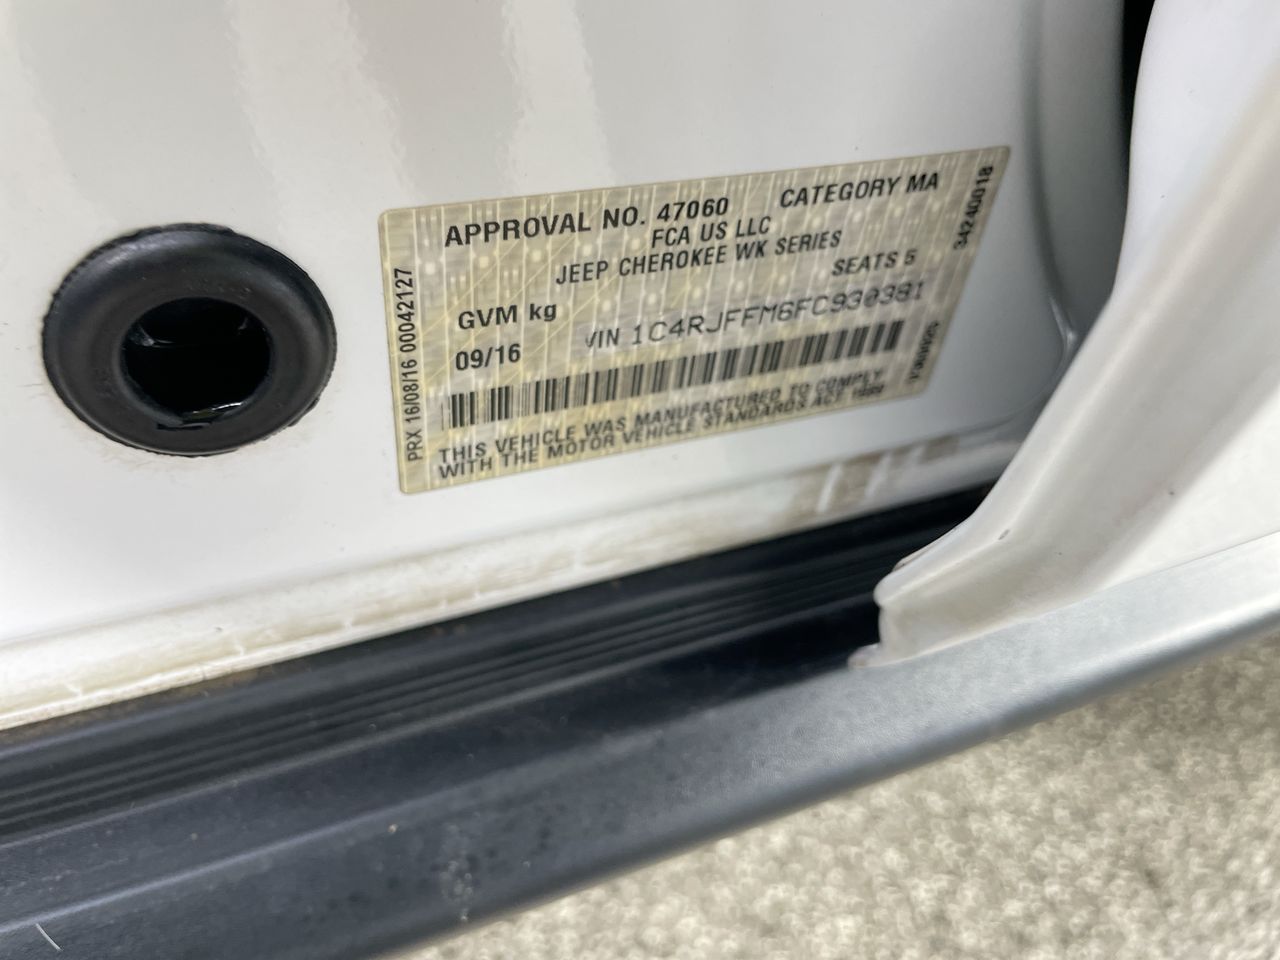 APPROVAL NO. 47060 CATEGORY MA
FCA US LLC
JEEP CHEROKEE WK SERIES
SEATS 5
GVM kg
VIN 1C4RJFFM6FC930381
09/16
THIS VEHICLE WAS MANUFACTURED TO COMPLY
WITH THE MOTOR VEHICLE STANDARDS ACT 1989
PRX 16/08/16 00042127
34240018